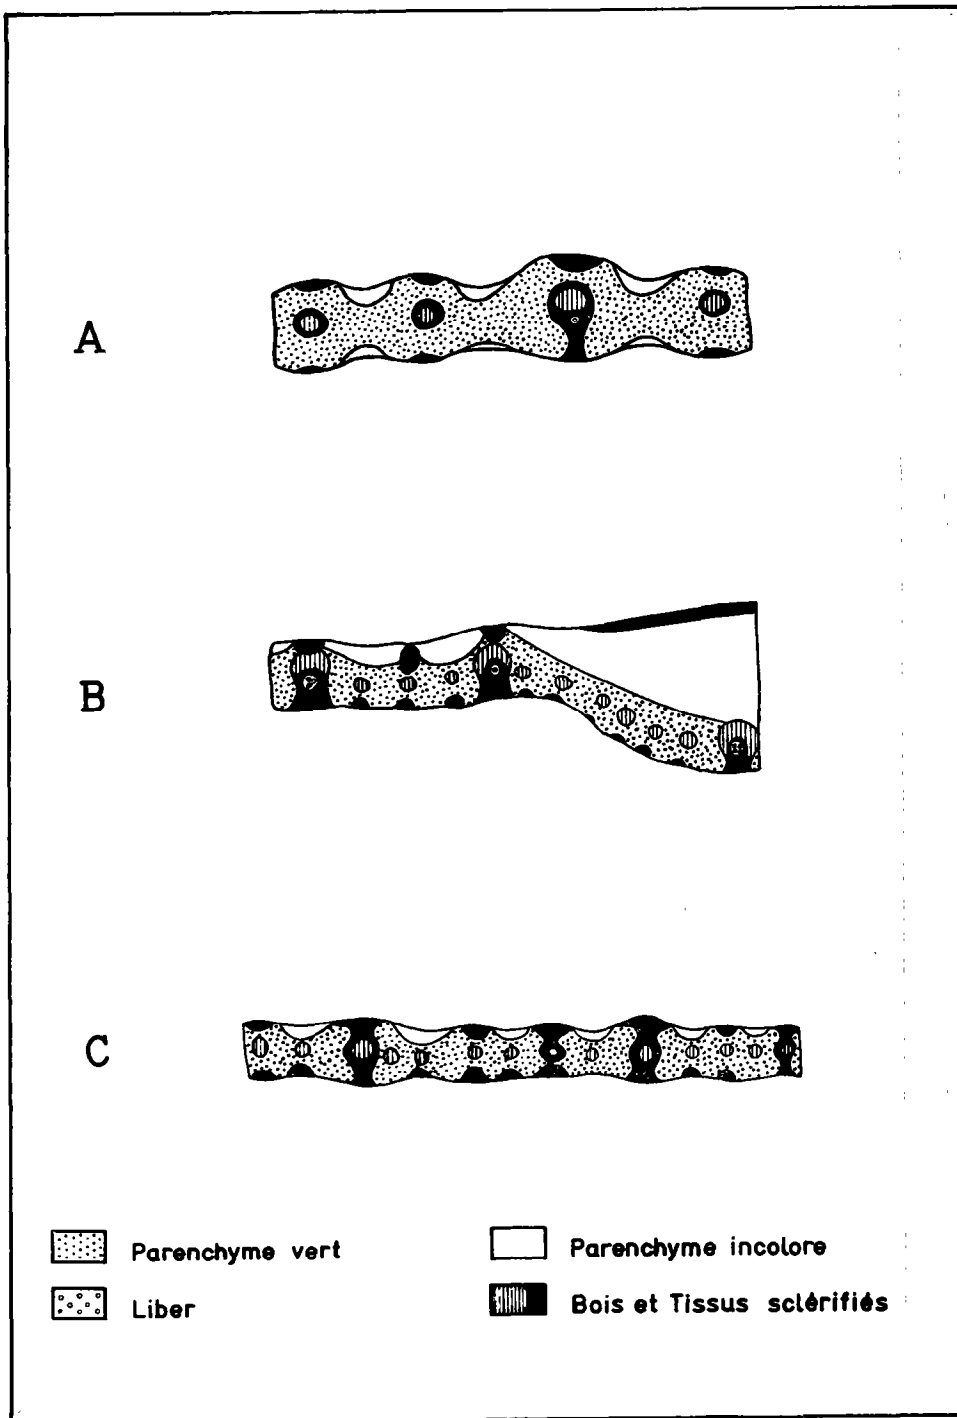 A
B
C
Parenchyme vert
Parenchyme incolore
Liber
Bois et Tissus sclérifiés